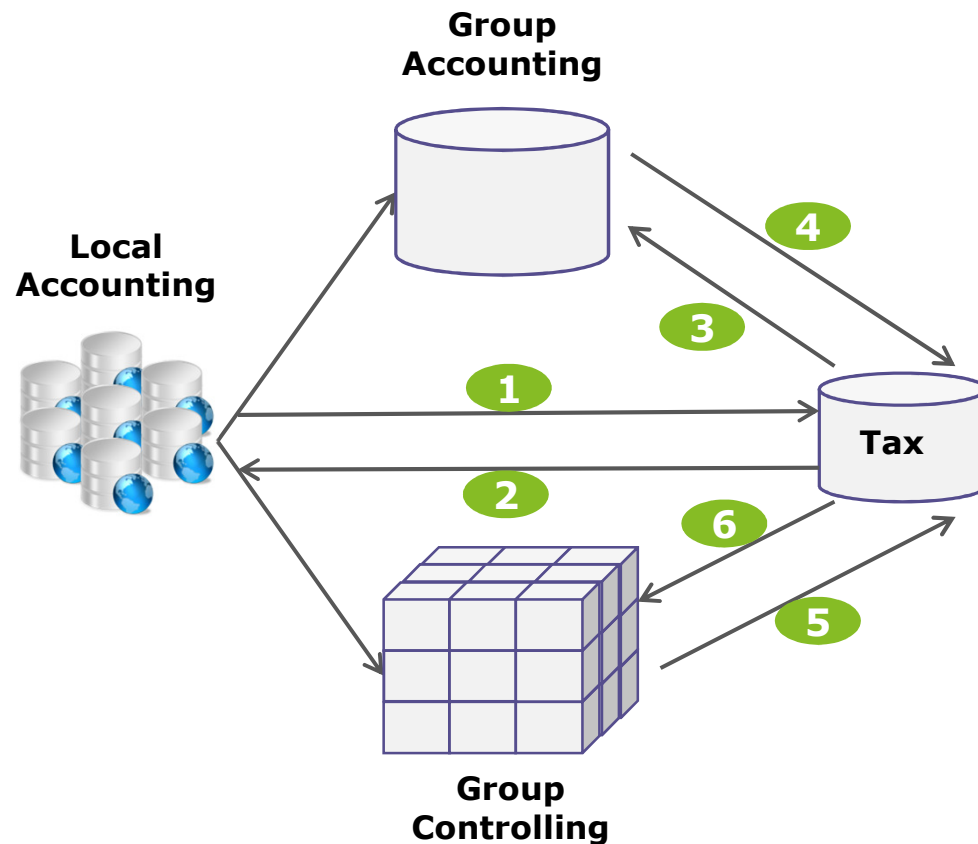 Group
Accounting
4
Local
Accounting
3
1
Tax
2
6
5
Group
Controlling